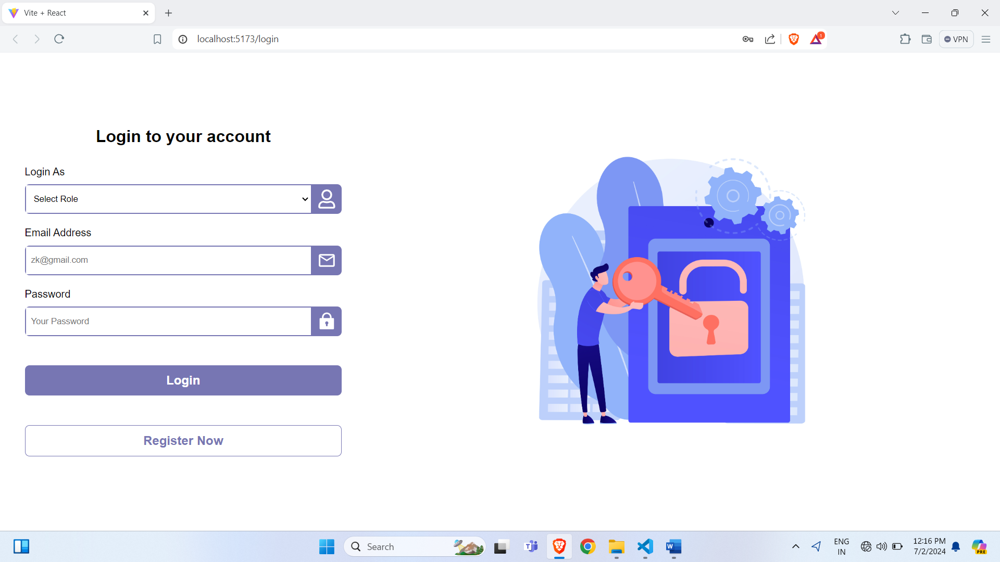 Vite + React
localhost:5173/login
1
VPN
Login to your account
Login As
Select Role
Email Address
zk@gmail.com
Password
Your Password
Login
Register Now
Search
T
W
ENG
IN
12:16 PM
7/2/2024
PRE